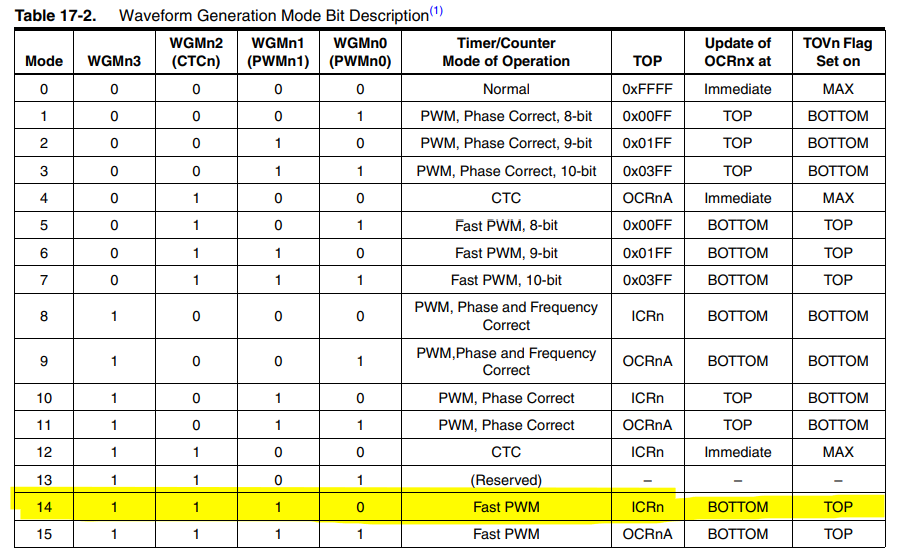 Table 17-2. Waveform Generation Mode Bit Description(1)
Mode WGMn3 WGMn2 (CTCn) WGMn1 (PWMn1) WGMn0 (PWMn0) Timer/Counter Mode of Operation TOP Update of OCRnx at TOVn Flag Set on
0 0 0 0 0 Normal 0xFFFF Immediate MAX
1 0 0 0 1 PWM, Phase Correct, 8-bit 0x00FF TOP BOTTOM
2 0 0 1 0 PWM, Phase Correct, 9-bit 0x01FF TOP BOTTOM
3 0 0 1 1 PWM, Phase Correct, 10-bit 0x03FF TOP BOTTOM
4 0 1 0 0 CTC OCRnA Immediate MAX
5 0 1 0 1 Fast PWM, 8-bit 0x00FF BOTTOM TOP
6 0 1 1 0 Fast PWM, 9-bit 0x01FF BOTTOM TOP
7 0 1 1 1 Fast PWM, 10-bit 0x03FF BOTTOM TOP
8 1 0 0 0 PWM, Phase and Frequency Correct ICRn BOTTOM BOTTOM
9 1 0 0 1 PWM,Phase and Frequency Correct OCRnA BOTTOM BOTTOM
10 1 0 1 0 PWM, Phase Correct ICRn TOP BOTTOM
11 1 0 1 1 PWM, Phase Correct OCRnA TOP BOTTOM
12 1 1 0 0 CTC ICRn Immediate MAX
13 1 1 0 1 (Reserved) – – –
14 1 1 1 0 Fast PWM ICRn BOTTOM TOP
15 1 1 1 1 Fast PWM OCRnA BOTTOM TOP